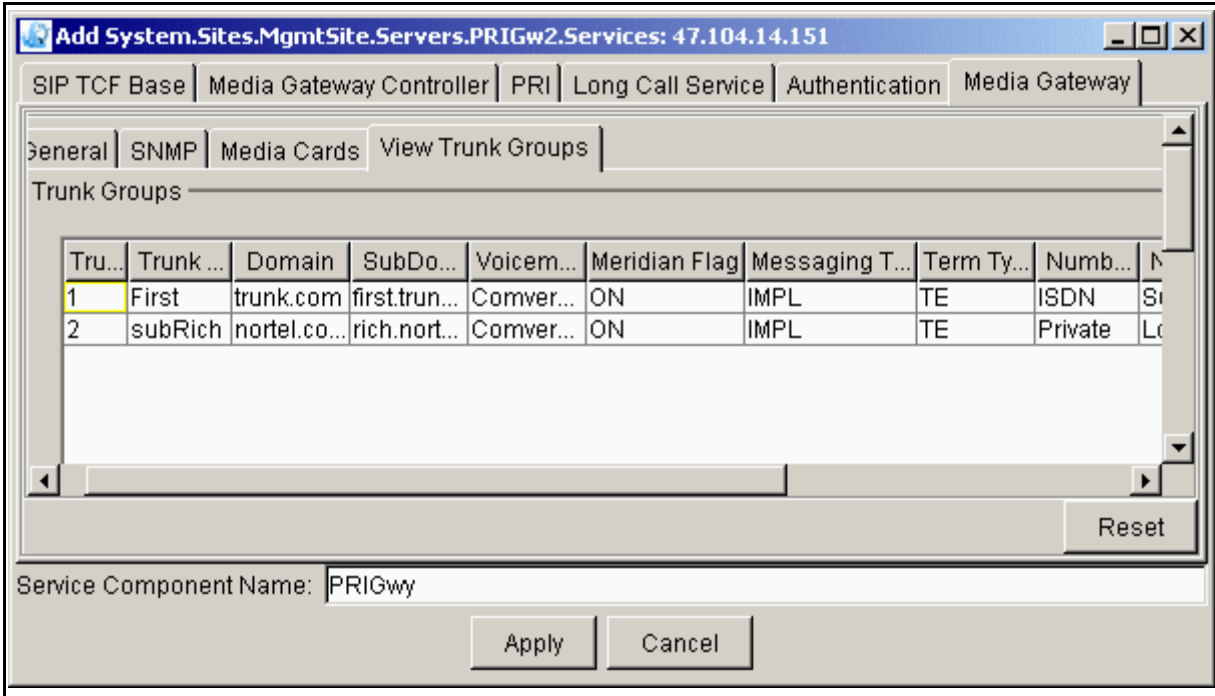 Add System.Sites.MgmtSite.Servers.PRIGw2.Services: 47.104.14.151
SIP TCF Base Media Gateway Controller PRI Long Call Service Authentication Media Gateway
General SNMP Media Cards View Trunk Groups
Trunk Groups
Tru... Trunk ... Domain SubDo... Voicem... Meridian Flag Messaging T... Term Ty... Numb... N
1 First trunk.com first.trun... Comver... ON IMPL TE ISDN Su
2 subRich nortel.co... rich.nort... Comver... ON IMPL TE Private Lo
Reset
Service Component Name: PRIGwy
Apply Cancel